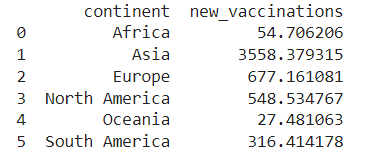 continent new_vaccinations
0 Africa 54.706206
1 Asia 3558.379315
2 Europe 677.161081
3 North America 548.534767
4 Oceania 27.481063
5 South America 316.414178